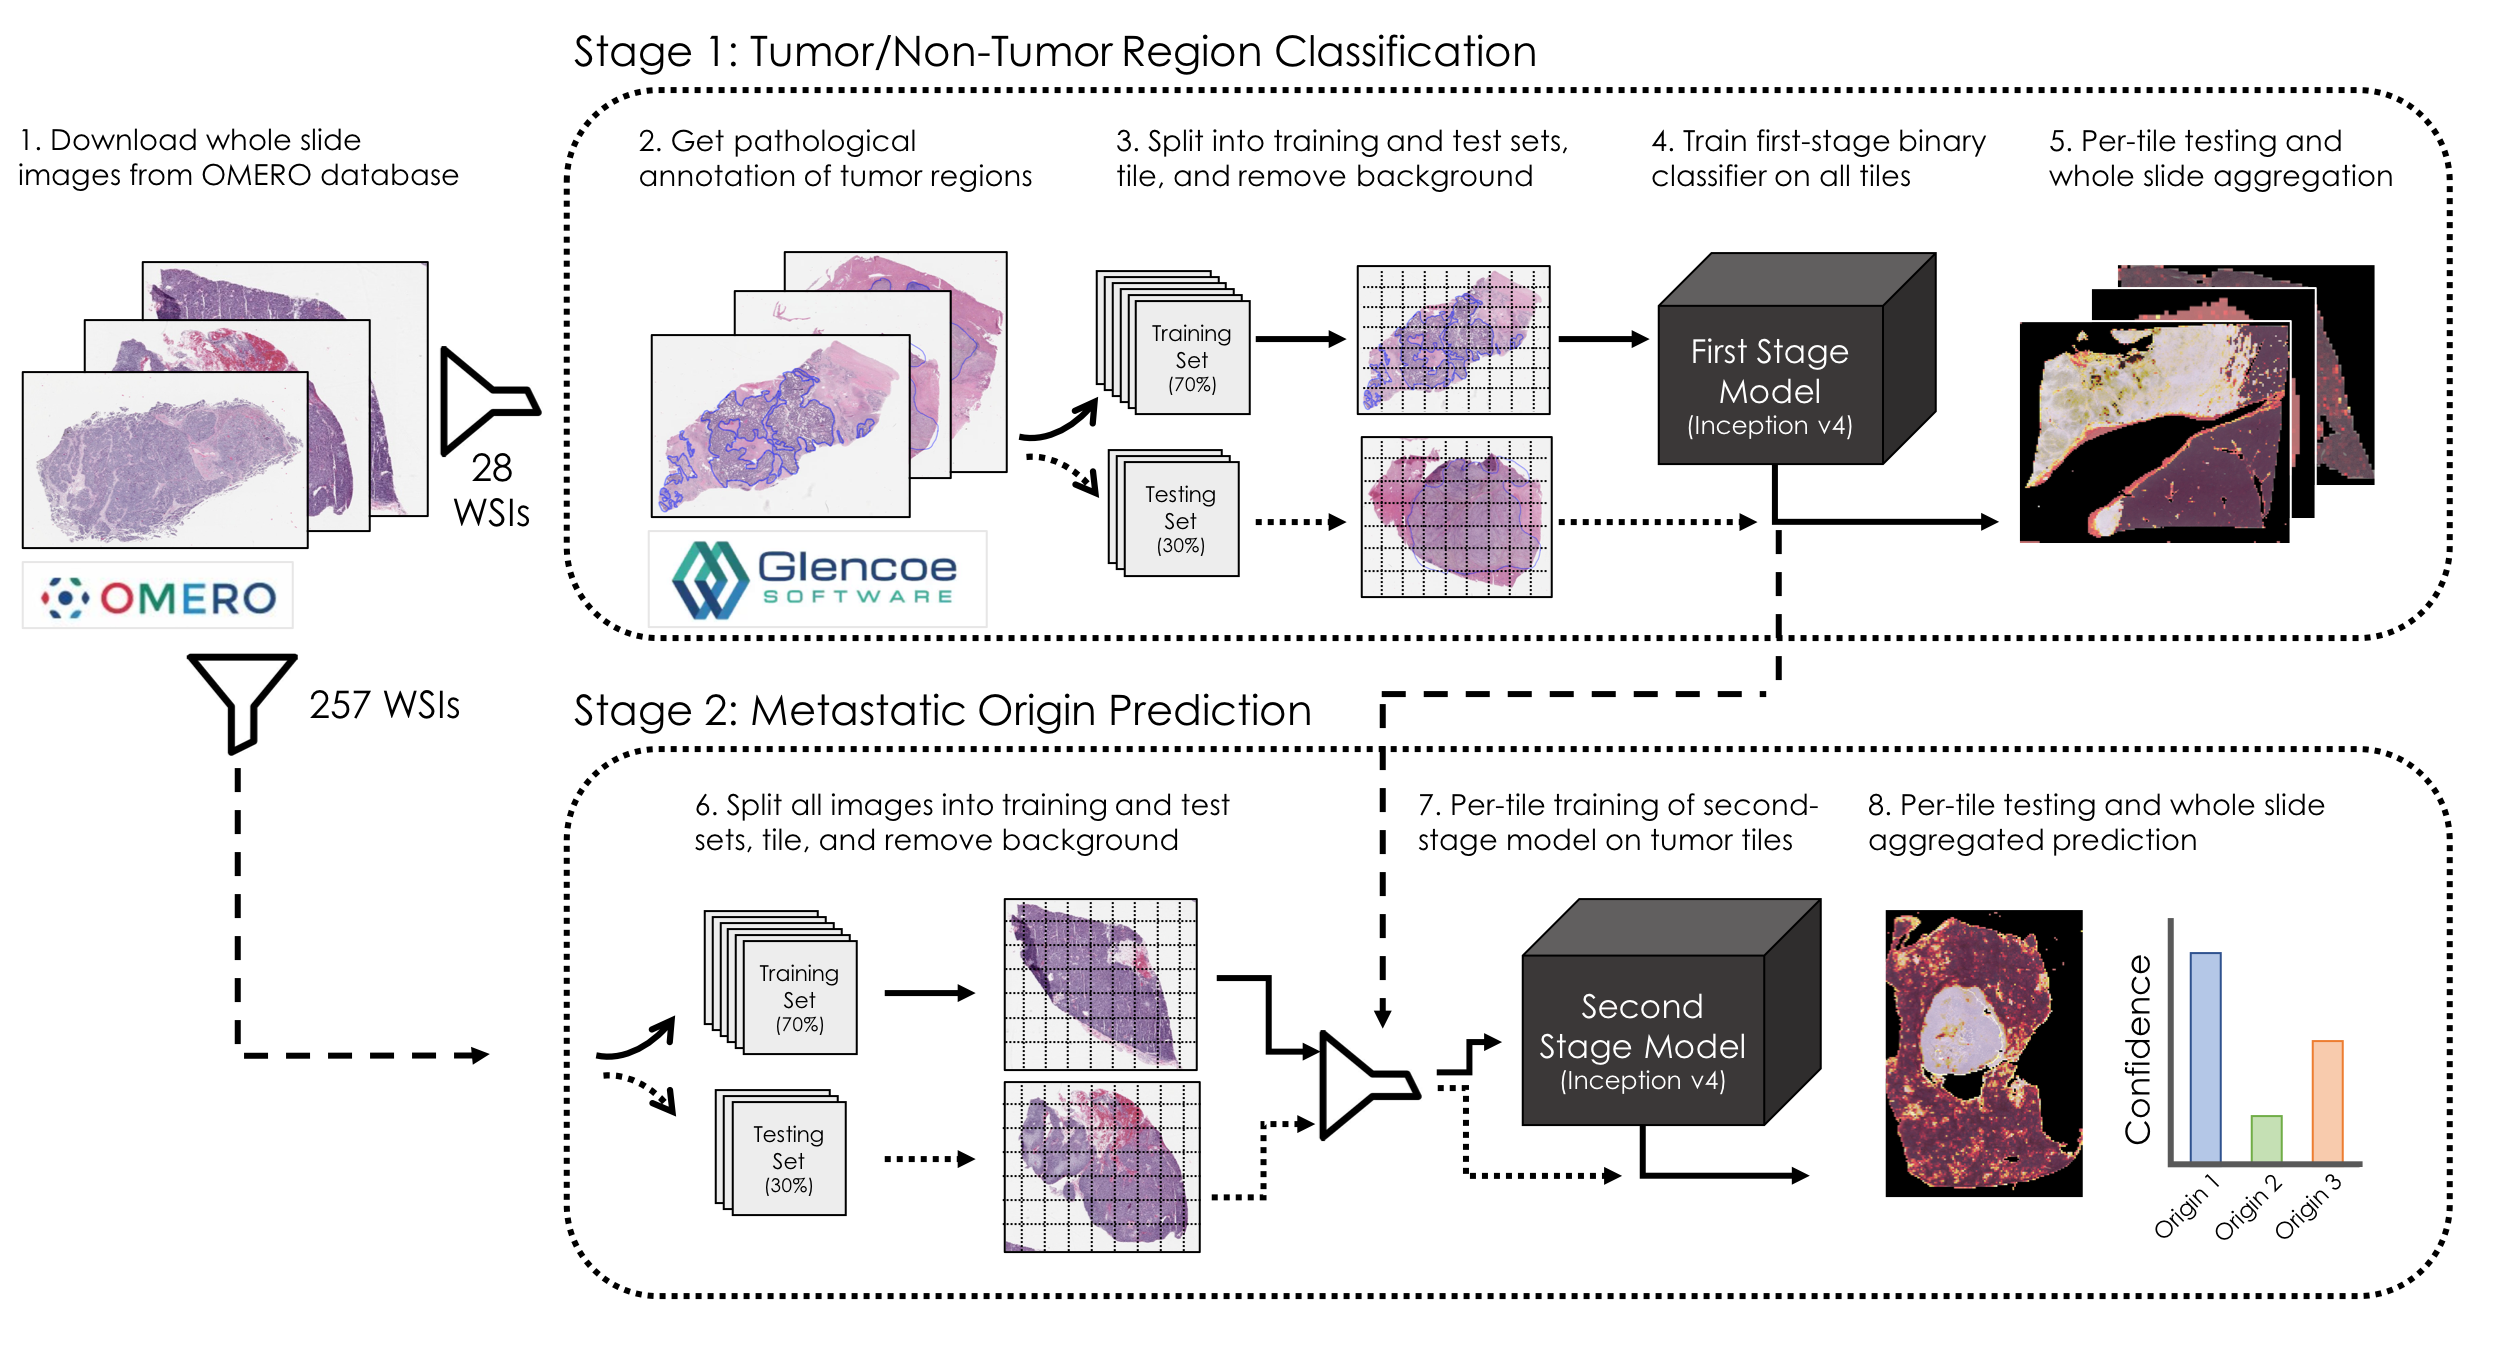 Stage 1: Tumor/Non-Tumor Region Classification
1. Download whole slide
images from OMERO database
2. Get pathological
annotation of tumor regions
3. Split into training and test sets,
tile, and remove background
4. Train first-stage binary
classifier on all tiles
5. Per-tile testing and
whole slide aggregation
28
WSIs
OMERO
Glencoe
SOFTWARE
Training
Set
(70%)
Testing
Set
(30%)
First Stage
Model
(Inception v4)
257 WSIs
Stage 2: Metastatic Origin Prediction
6. Split all images into training and test
sets, tile, and remove background
7. Per-tile training of second-
stage model on tumor tiles
8. Per-tile testing and whole slide
aggregated prediction
Training
Set
(70%)
Testing
Set
(30%)
Second
Stage Model
(Inception v4)
Confidence
Origin 1
Origin 2
Origin 3